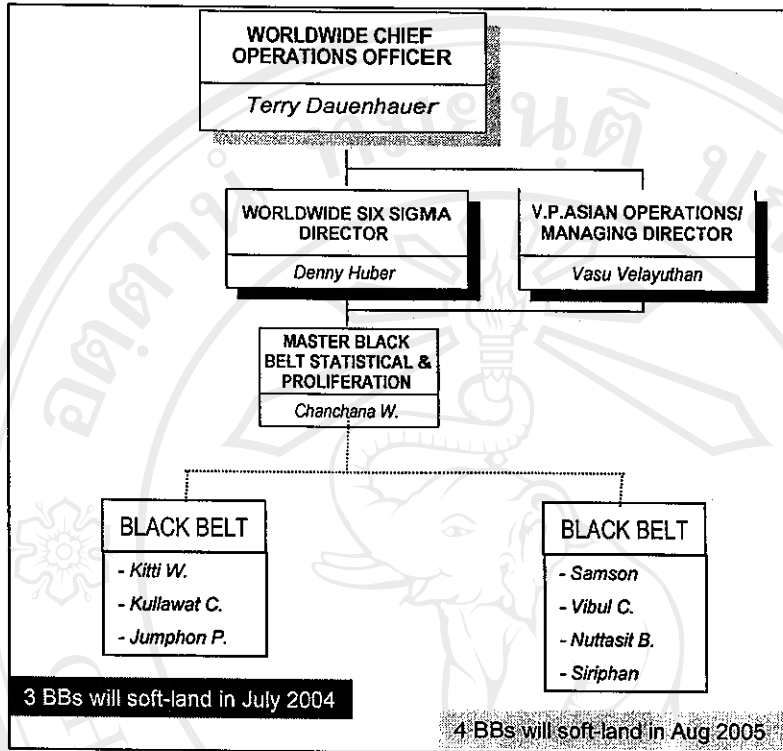 WORLDWIDE CHIEF
OPERATIONS OFFICER
Terry Dauenhauer
WORLDWIDE SIX SIGMA
DIRECTOR
Denny Huber
V.P.ASIAN OPERATIONS/
MANAGING DIRECTOR
Vasu Velayuthan
MASTER BLACK
BELT STATISTICAL &
PROLIFERATION
Chanchana W.
BLACK BELT
- Kitti W.
- Kullawat C.
- Jumphon P.
BLACK BELT
- Samson
- Vibul C.
- Nuttasit B.
- Siriphan
3 BBs will soft-land in July 2004
4 BBs will soft-land in Aug 2005